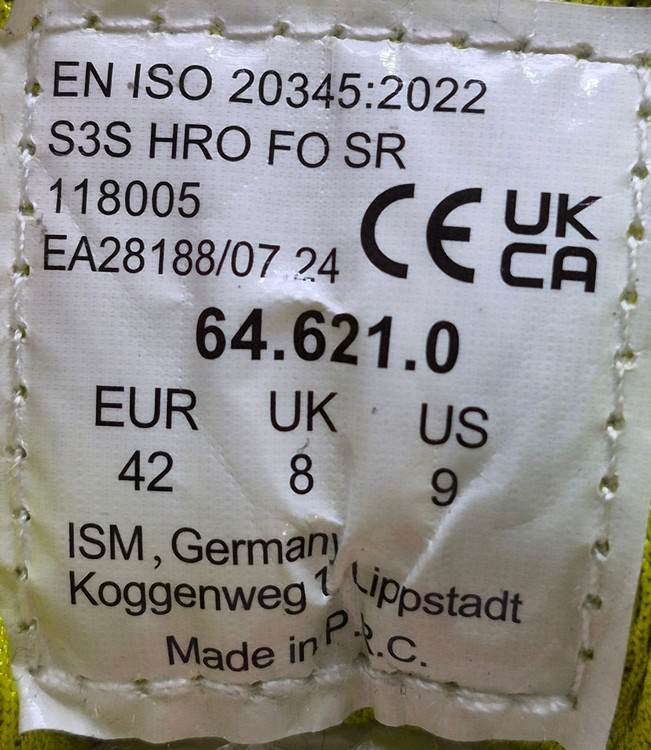 EN ISO 20345:2022
S3S HRO FO SR
118005
EA28188/07 24
CE UK CA
64.621.0
EUR UK US
42 8 9
ISM, Germany
Koggenweg 1 Lippstadt
Made in P.R.C.